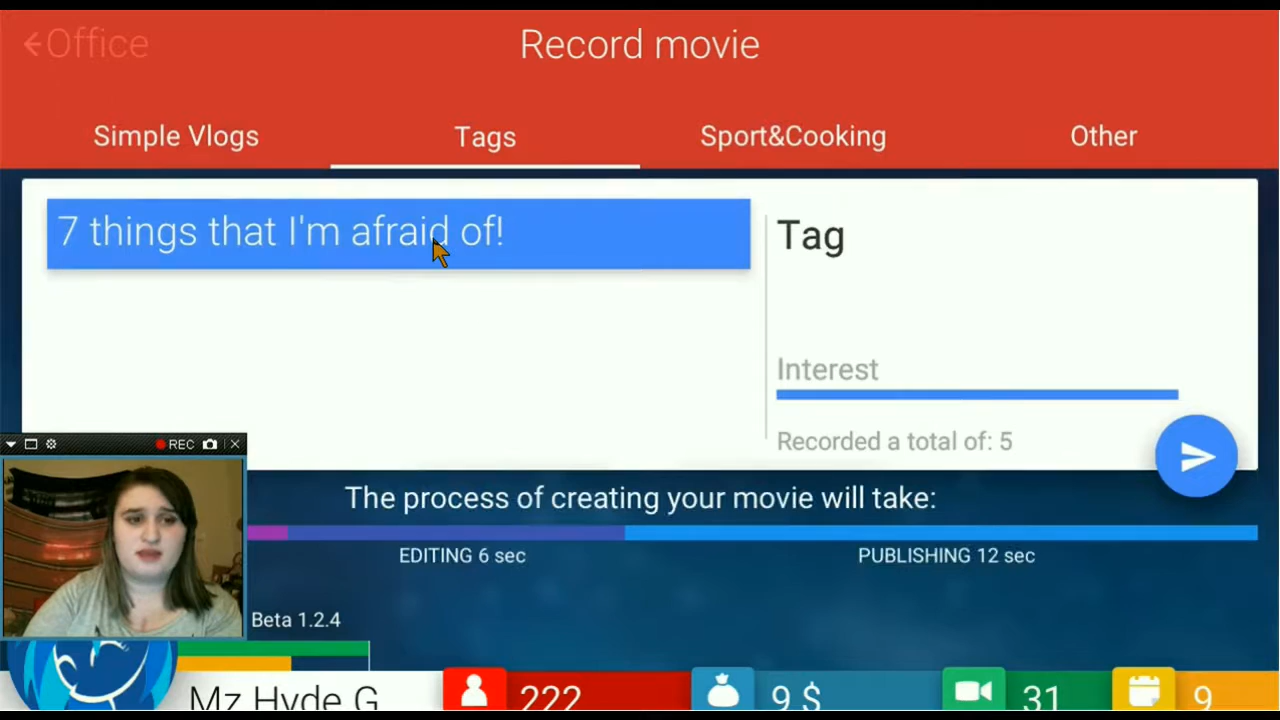 Office
Record movie
Simple Vlogs
Tags
Sport&Cooking
Other
7 things that I'm afraid of!
Tag
Interest
Recorded a total of: 5
REC
The process of creating your movie will take:
EDITING 6 sec
PUBLISHING 12 sec
Beta 1.2.4
Mz Hyde G
222
9 $
31
9